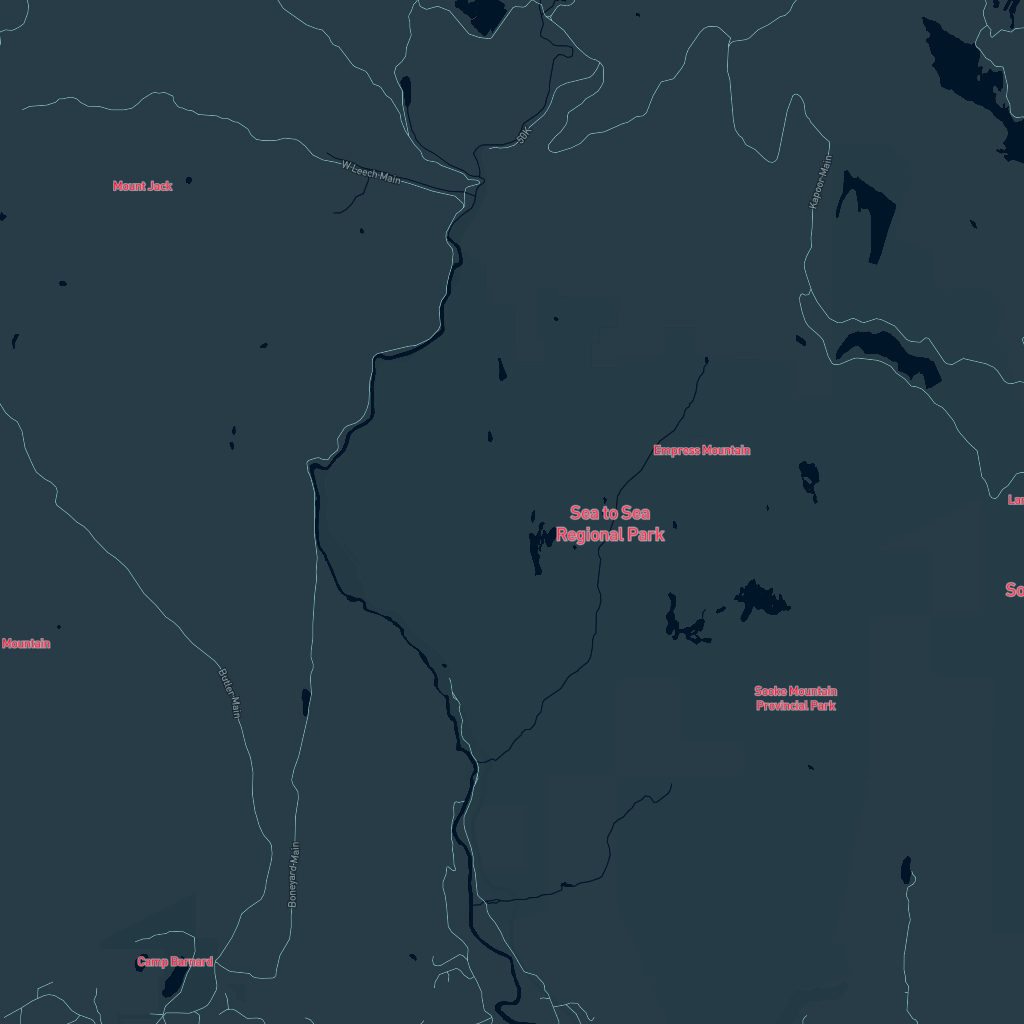 50K
W Leech Main
Mount Jack
Kapoor Main
Empress Mountain
Sea to Sea
Regional Park
Mountain
Butler Main
Sooke Mountain
Provincial Park
Boneyard Main
Camp Barnard